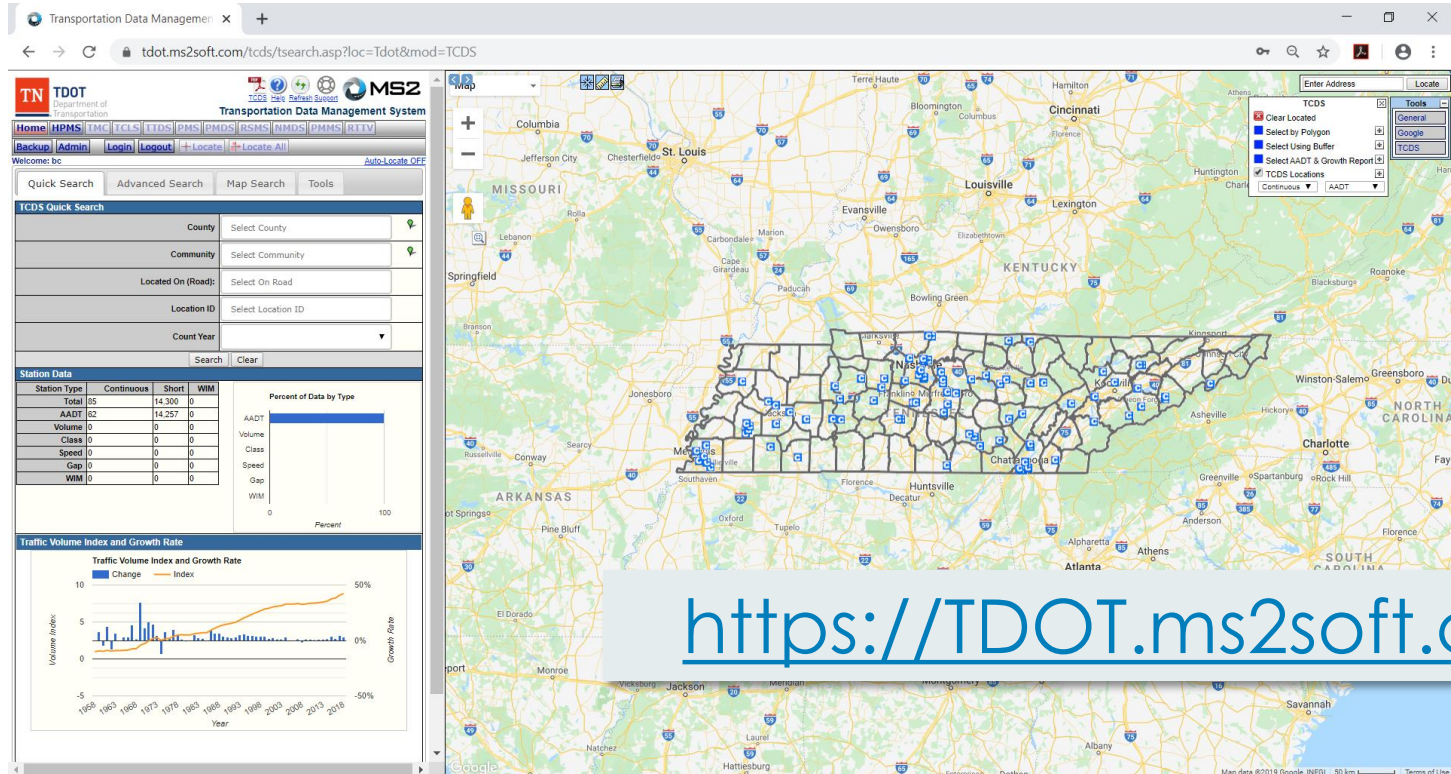 Transportation Data Managemen
tdot.ms2soft.com/tcds/tsearch.asp?loc=Tdot&mod=TCDS
TN TDOT
Department of
Transportation
TCDS Help Refresh Support
MS2
Transportation Data Management System
Home HPMS TMC TCLS TTDS PMS PMDS RSMS NMDS PMMS RITV
Backup Admin Login Logout +Locate Locate All
Welcome: bc Auto-Locate OFF
Quick Search Advanced Search Map Search Tools
TCDS Quick Search
County Select County
Community Select Community
Located On (Road): Select On Road
Location ID Select Location ID
Count Year
Search Clear
Station Data
Station Type Continuous Short WIM
Total 85 14,300 0
AADT 62 14,257 0
Volume 0 0 0
Class 0 0 0
Speed 0 0 0
Gap 0 0 0
WIM 0 0 0
Percent of Data by Type
AADT
Volume
Class
Speed
Gap
WIM
0 100
Percent
Traffic Volume Index and Growth Rate
Traffic Volume Index and Growth Rate
Change Index
10 50%
5
0 0%
-5 -50%
Volume Index
Growth Rate
1958 1963 1968 1973 1978 1983 1988 1993 1998 2003 2008 2013 2018
Year
Map
Enter Address Locate
TCDS
Clear Located
Select by Polygon
Select Using Buffer
Select AADT & Growth Report
TCDS Locations
Continuous AADT
Tools
General
Google
TCDS
Terre Haute
Hamilton
Athens
Bloomington
Columbus
Cincinnati
Florence
Columbia
Jefferson City
Chesterfield
St. Louis
MISSOURI
Louisville
Huntington
Evansville
Lexington
Rolla
Owensboro
Elizabethtown
Lebanon
Carbondale
Marion
Cape
Girardeau
KENTUCKY
Springfield
Paducah
Bowling Green
Roanoke
Blacksburg
Branson
Clarksville
Kingsport
Nashville
Jonesboro
Winston-Salem
Greensboro
Asheville
Hickory
NORTH
CAROLINA
TENNESSEE
Searcy
Russellville
Conway
Memphis
Southaven
Chattanooga
Charlotte
Florence
Huntsville
Decatur
Greenville
Spartanburg
Rock Hill
ARKANSAS
Oxford
Tupelo
Pine Bluff
Anderson
Alpharetta
Athens
Florence
SOUTH
CAROLINA
Atlanta
El Dorado
https://TDOT.ms2soft.c
Monroe
Vicksburg
Jackson
Meridian
Montgomery
Savannah
Laurel
Natchez
Hattiesburg
Albany
Dothan
Google
Map data ©2019 Google, INEGI 50 km Terms of Use